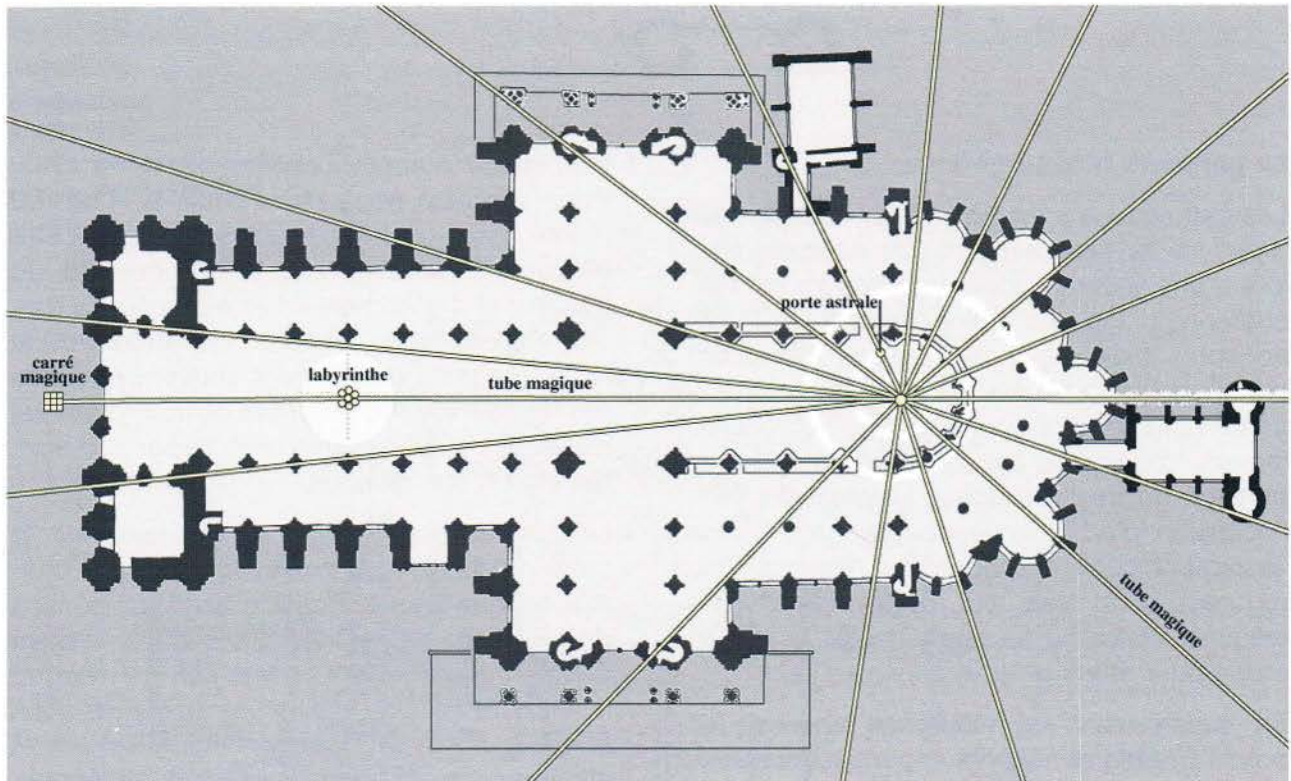 porte astrale
carré
magique
labyrinthe
tube magique
tube magique